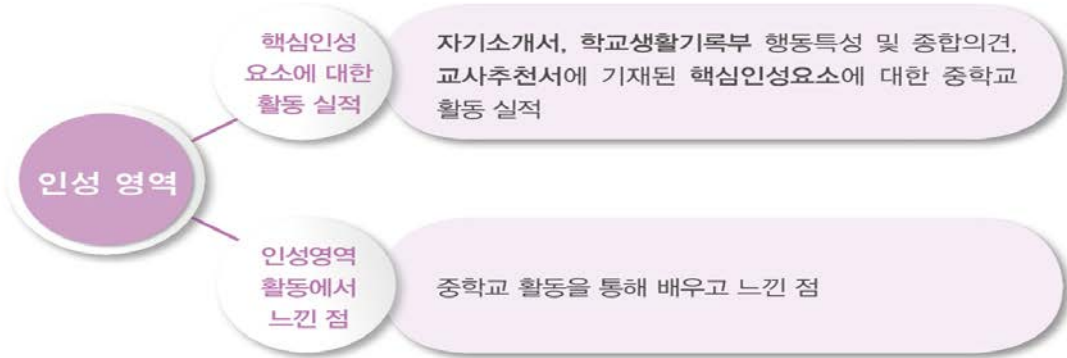 인성 영역
핵심인성
요소에 대한
활동 실적
자기소개서, 학교생활기록부 행동특성 및 종합의견,
교사추천서에 기재된 핵심인성요소에 대한 중학교
활동 실적
인성영역
활동에서
느낀 점
중학교 활동을 통해 배우고 느낀 점